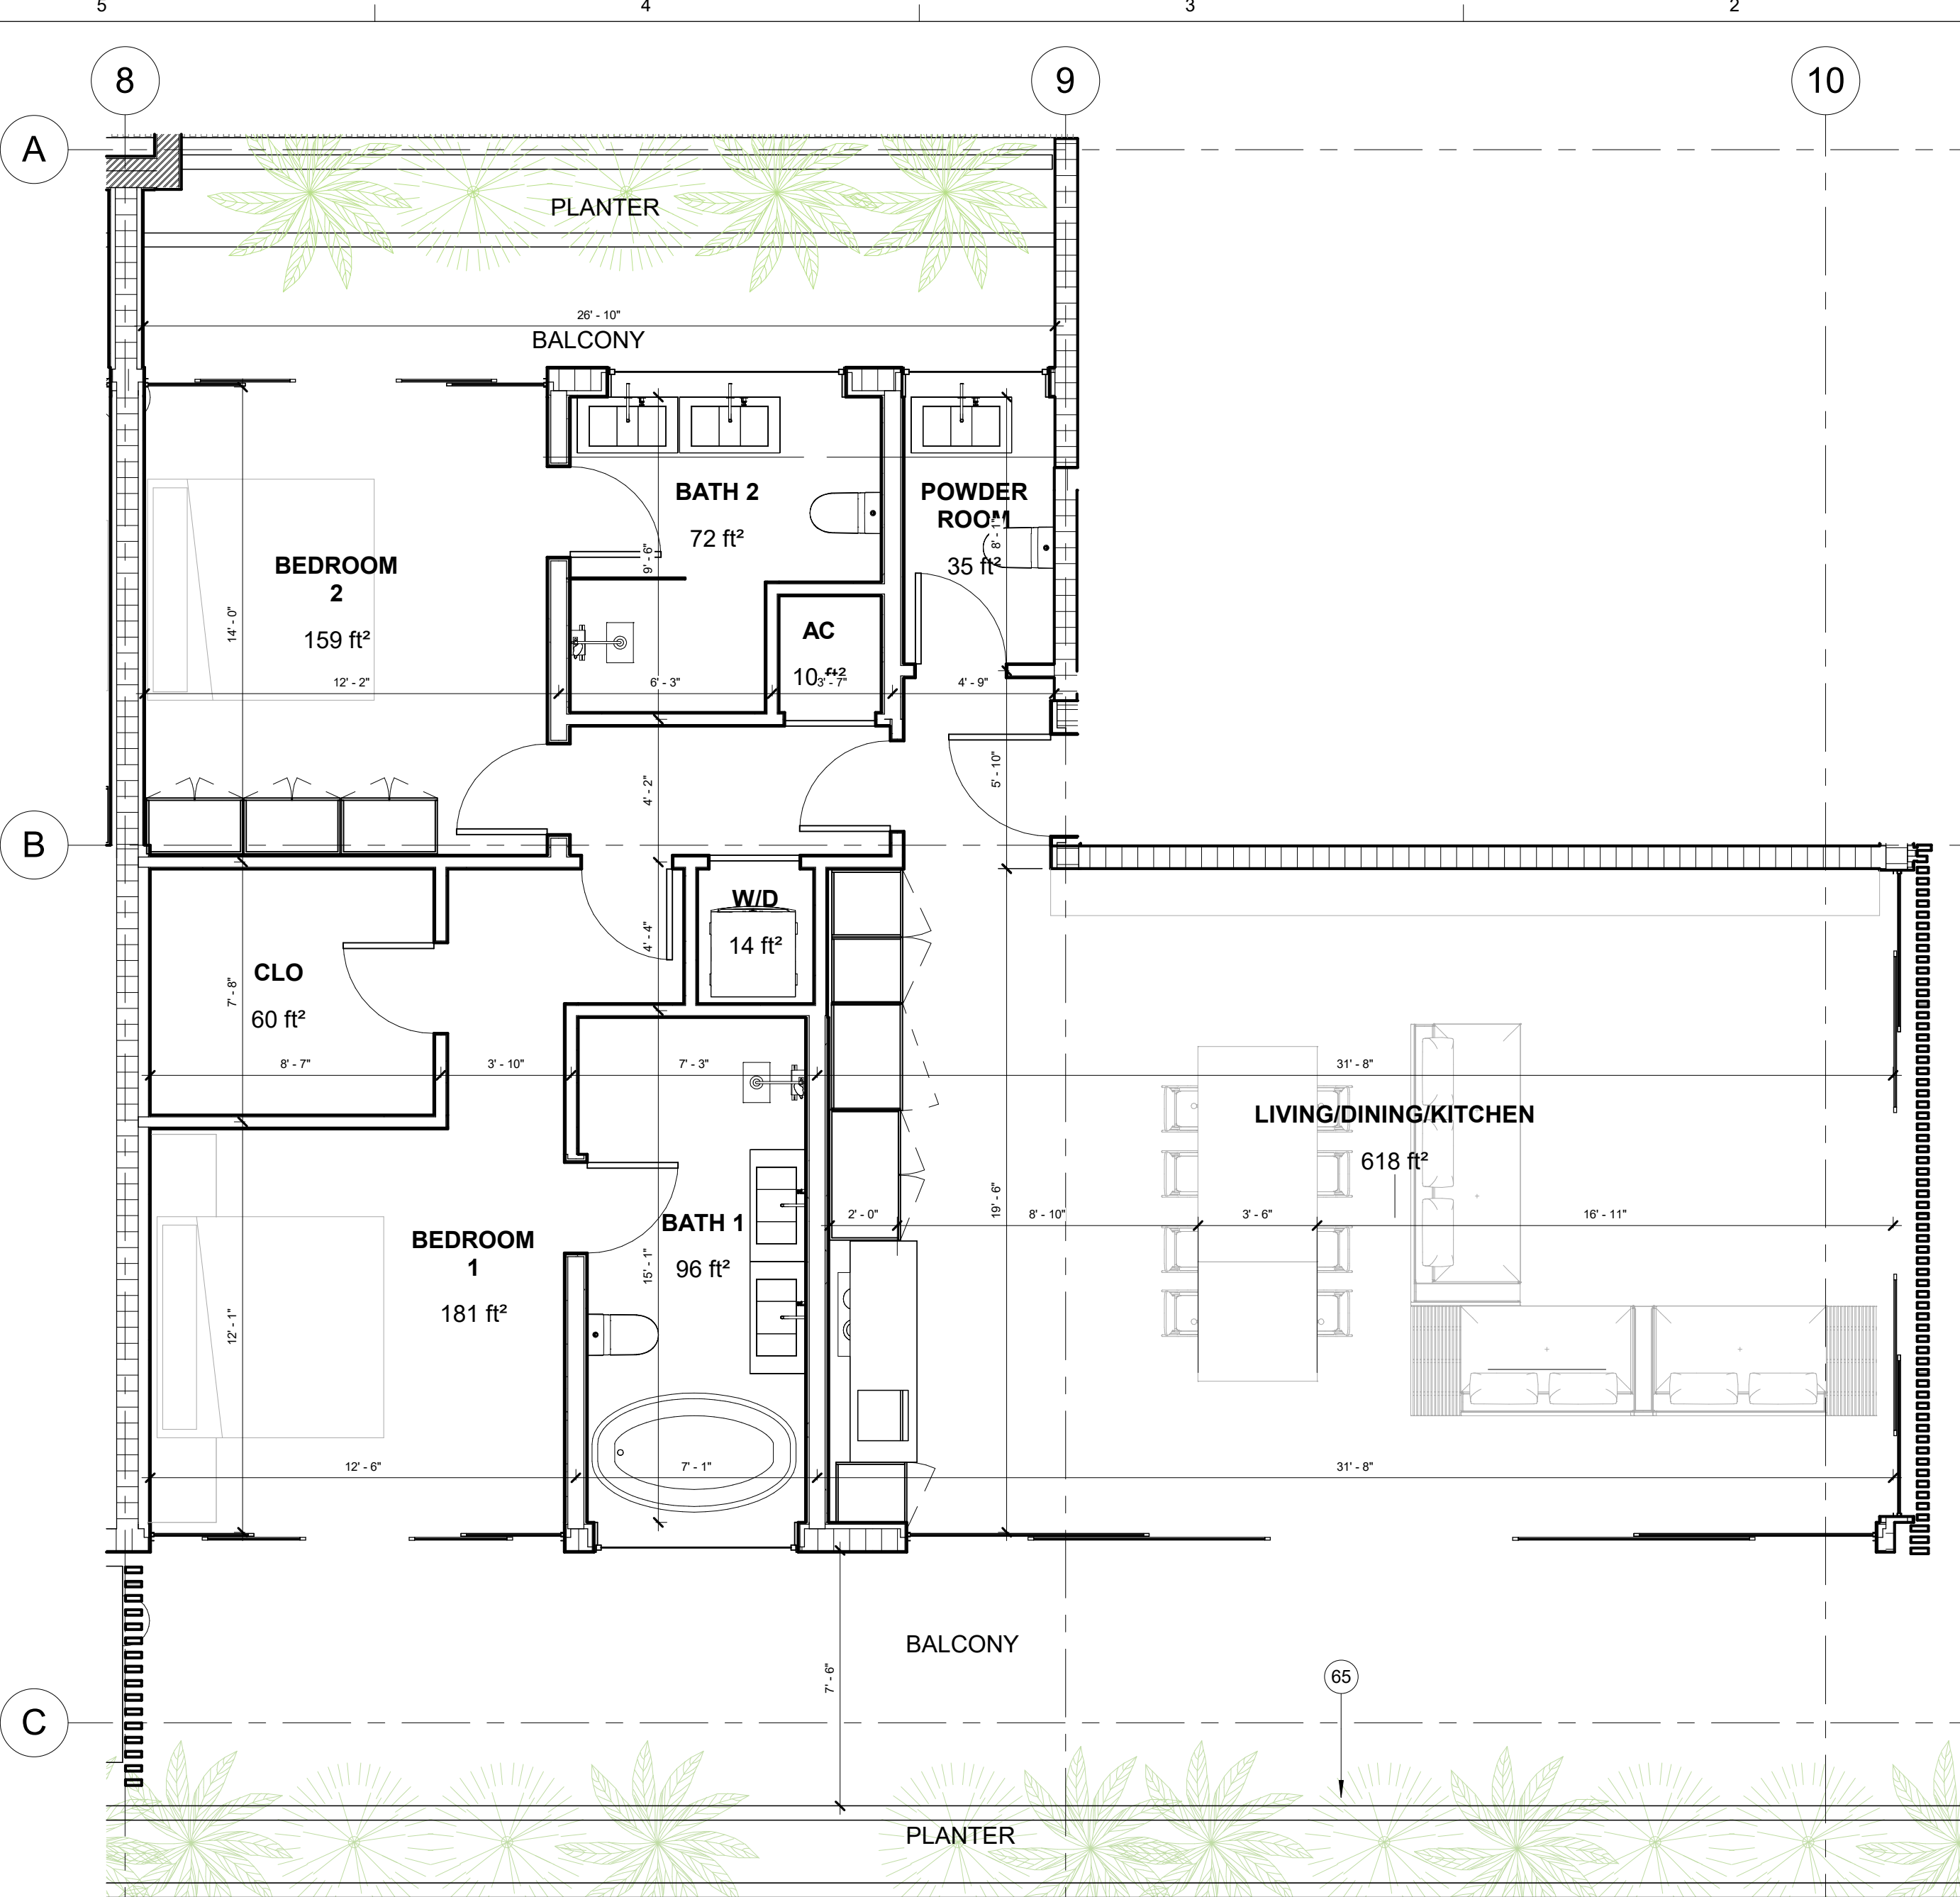 5 4 3 2
8 9 10
A
PLANTER
26' - 10"
BALCONY
BATH 2
72 ft²
POWDER
ROOM
35 ft²
8' - 1"
9' - 6"
BEDROOM
2
159 ft²
14' - 0"
AC
10 ft²
12' - 2" 6' - 3" 3' - 7" 4' - 9"
4' - 2"
5' - 10"
B
W/D
14 ft²
4' - 4"
CLO
60 ft²
7' - 8"
8' - 7" 3' - 10" 7' - 3" 31' - 8"
LIVING/DINING/KITCHEN
618 ft²
19' - 6"
2' - 0" 8' - 10" 3' - 6" 16' - 11"
BATH 1
96 ft²
15' - 1"
BEDROOM
1
181 ft²
12' - 1"
12' - 6" 7' - 1" 31' - 8"
BALCONY
7' - 6"
65
C
PLANTER